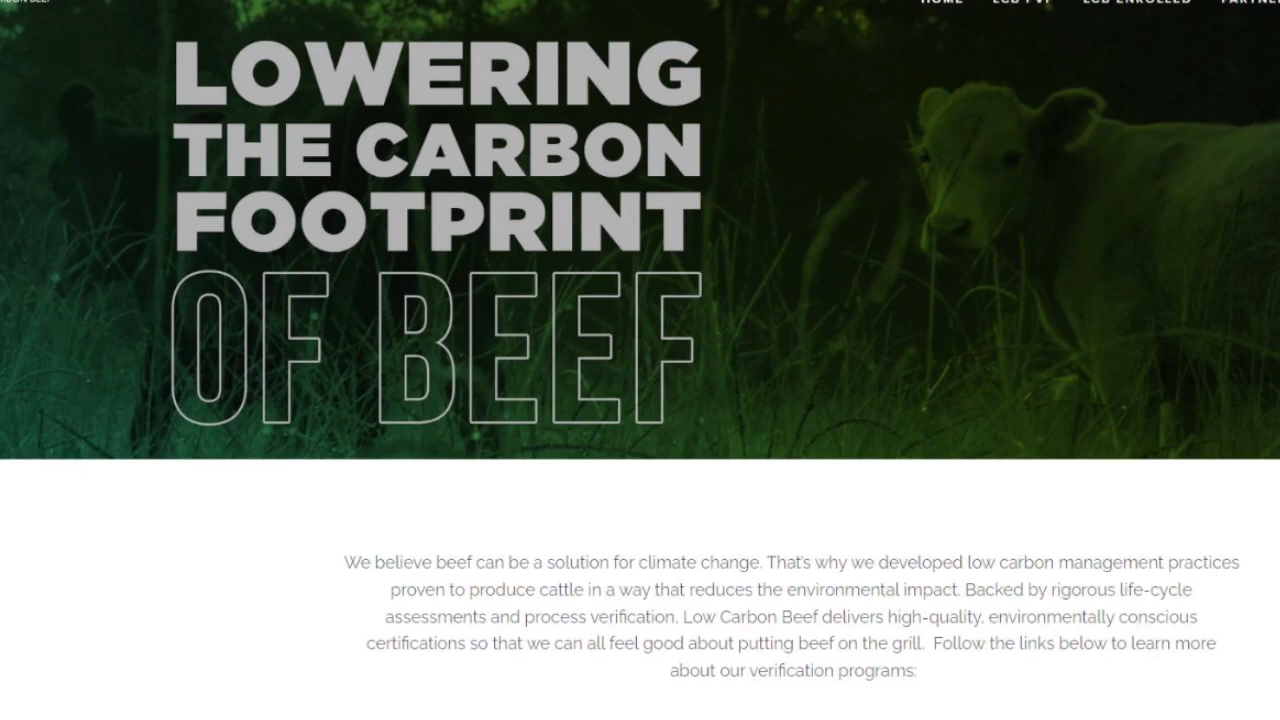 HOME LCB PVP LCB ENROLLED
LOWERING
THE CARBON
FOOTPRINT
OF BEEF
We believe beef can be a solution for climate change. That's why we developed low carbon management practices
proven to produce cattle in a way that reduces the environmental impact. Backed by rigorous life-cycle
assessments and process verification, Low Carbon Beef delivers high-quality, environmentally conscious
certifications so that we can all feel good about putting beef on the grill.  Follow the links below to learn more
about our verification programs: